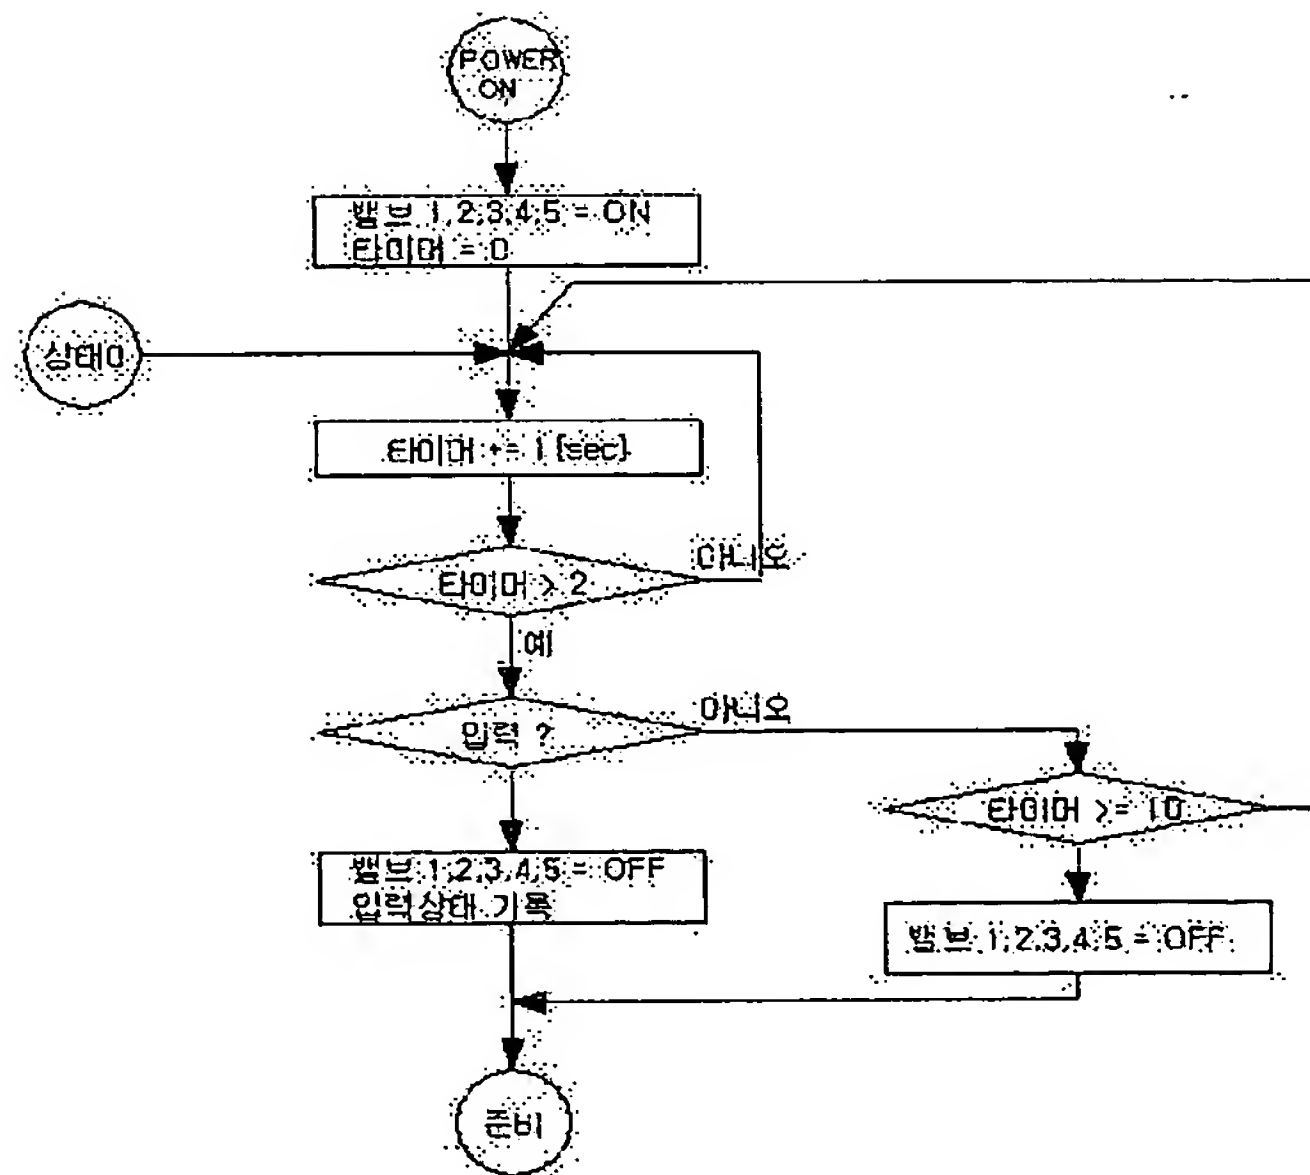 POWER
ON
뱀브 1,2,3,4,5 = ON
타이머 = 0
상태0
타이머 += 1 [sec]
아니오
타이머 > 2
예
아니오
입력 ?
타이머 >= 10
뱀브 1,2,3,4,5 = OFF
입력상태 기록
뱀브 1,2,3,4,5 = OFF
준비